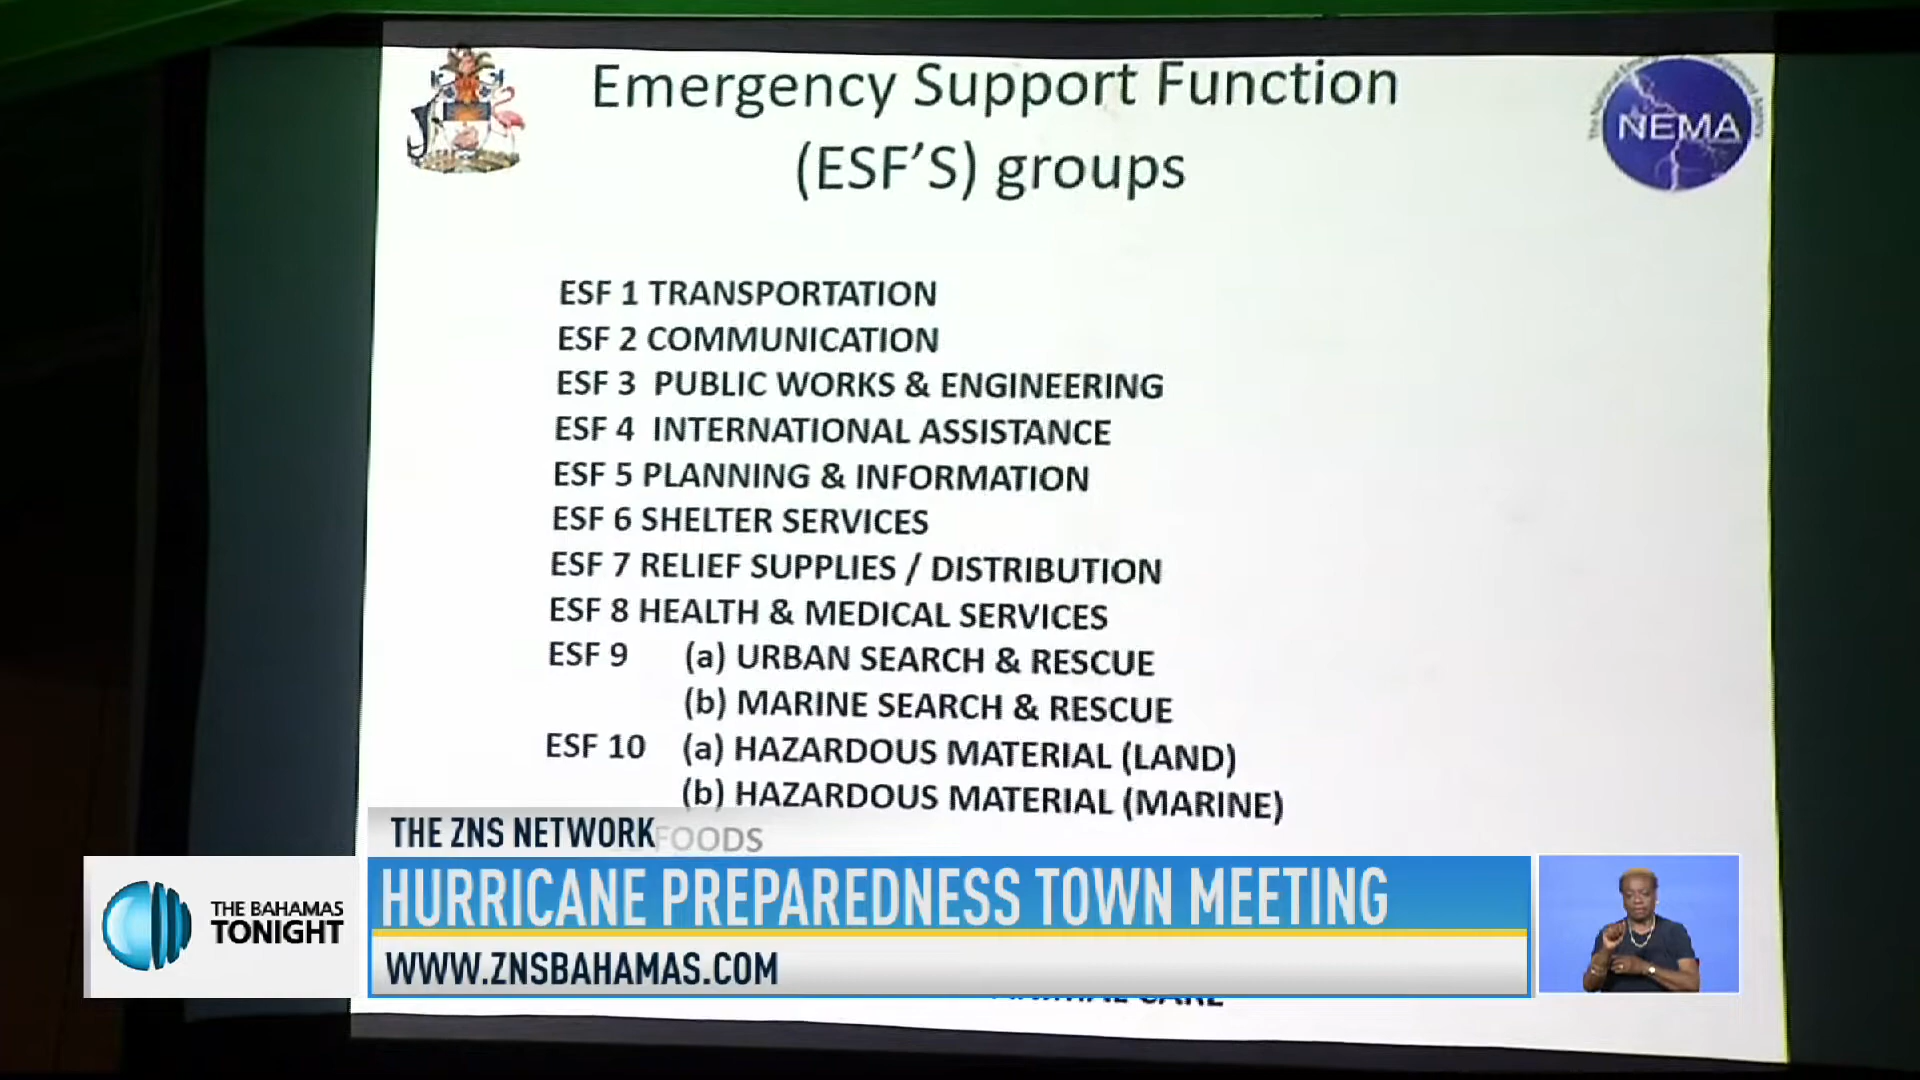 Emergency Support Function
(ESF'S) groups
NEMA
ESF 1 TRANSPORTATION
ESF 2 COMMUNICATION
ESF 3 PUBLIC WORKS & ENGINEERING
ESF 4 INTERNATIONAL ASSISTANCE
ESF 5 PLANNING & INFORMATION
ESF 6 SHELTER SERVICES
ESF 7 RELIEF SUPPLIES / DISTRIBUTION
ESF 8 HEALTH & MEDICAL SERVICES
ESF 9 (a) URBAN SEARCH & RESCUE
(b) MARINE SEARCH & RESCUE
ESF 10 (a) HAZARDOUS MATERIAL (LAND)
(b) HAZARDOUS MATERIAL (MARINE)
FOODS
THE ZNS NETWORK
HURRICANE PREPAREDNESS TOWN MEETING
WWW.ZNSBAHAMAS.COM
THE BAHAMAS
TONIGHT